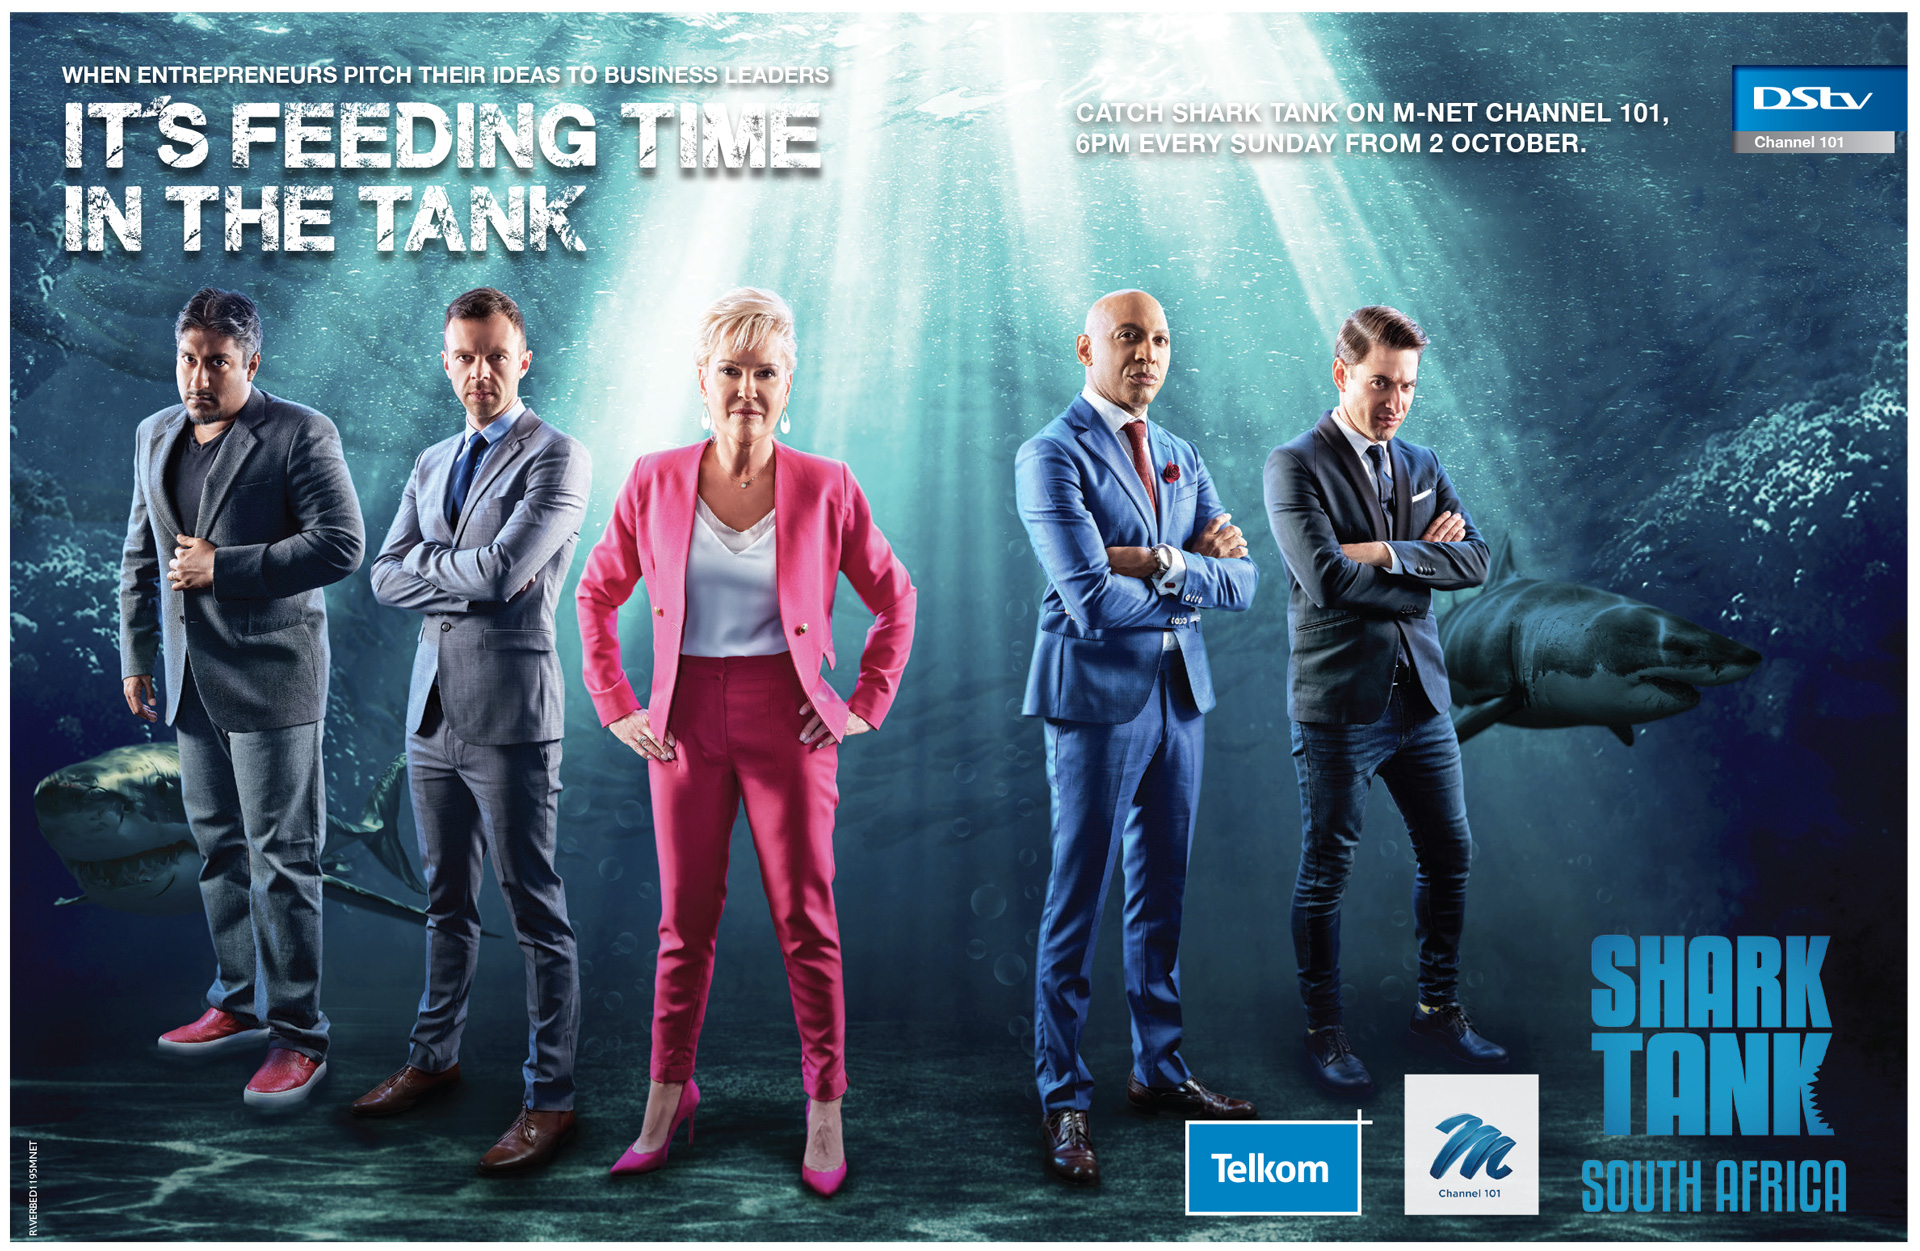 WHEN ENTREPRENEURS PITCH THEIR IDEAS TO BUSINESS LEADERS
IT'S FEEDING TIME
IN THE TANK
CATCH SHARK TANK ON M-NET CHANNEL 101,
6PM EVERY SUNDAY FROM 2 OCTOBER.
DStv
Channel 101
Telkom
M
Channel 101
SHARK
TANK
SOUTH AFRICA
R\VERBED1195MNET